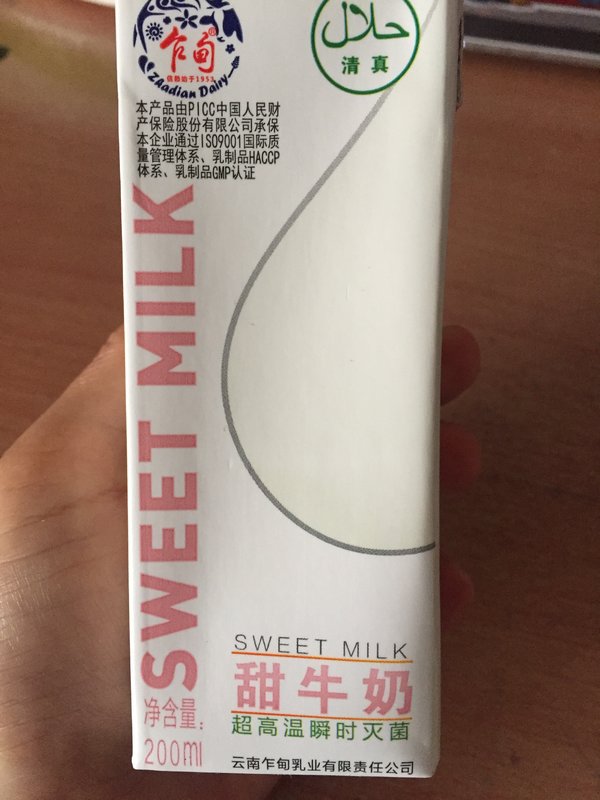 乍甸®
信勤始于1953
Zhadian Dairy
حلال
清真
本产品由PICC中国人民财
产保险股份有限公司承保
本企业通过ISO9001国际质
量管理体系、乳制品HACCP
体系、乳制品GMP认证
SWEET MILK
净含量:
200ml
SWEET MILK
甜牛奶
超高温瞬时灭菌
云南乍甸乳业有限责任公司